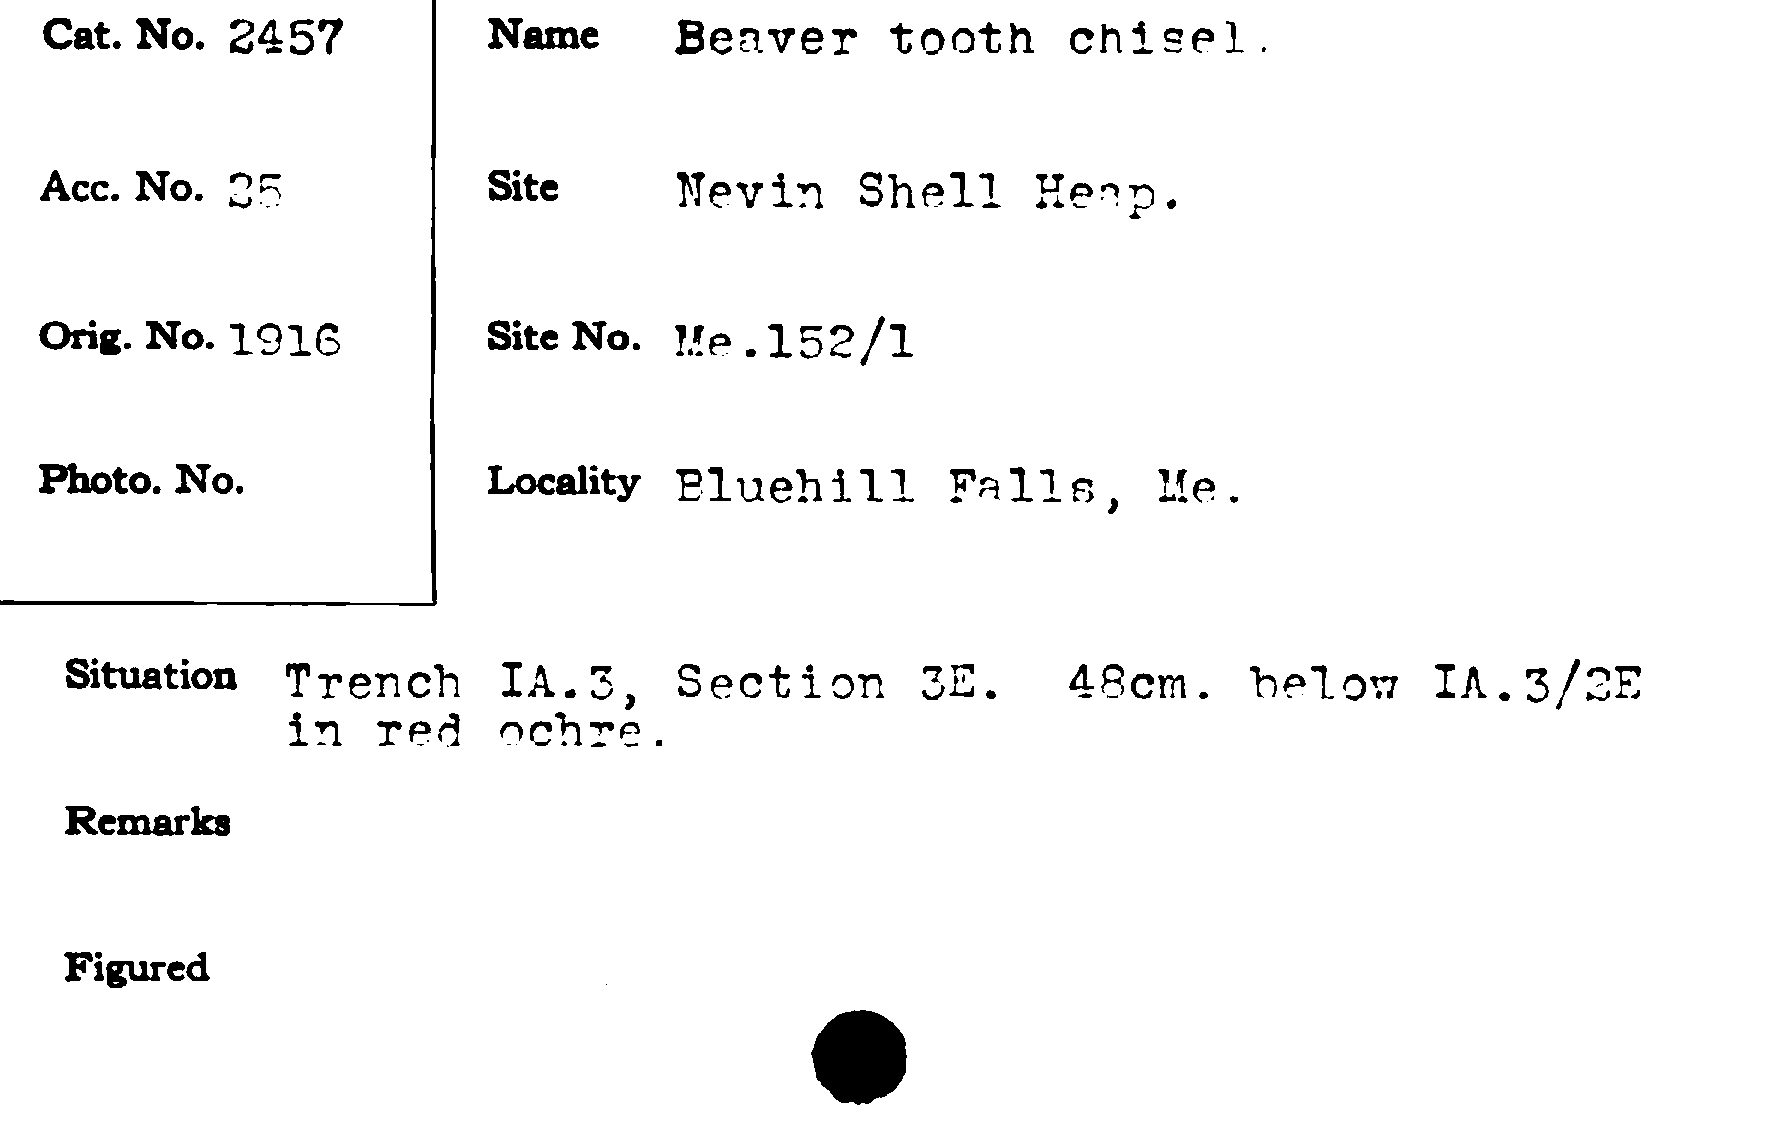 Cat. No. 2457
Name Beaver tooth chisel.
Acc. No. 25
Site Nevin Shell Heap.
Orig. No. 1916
Site No. Me.152/1
Photo. No.
Locality Bluehill Falls, Me.
Situation Trench IA.3, Section 3E. 48cm. below IA.3/2E
in red ochre.
Remarks
Figured